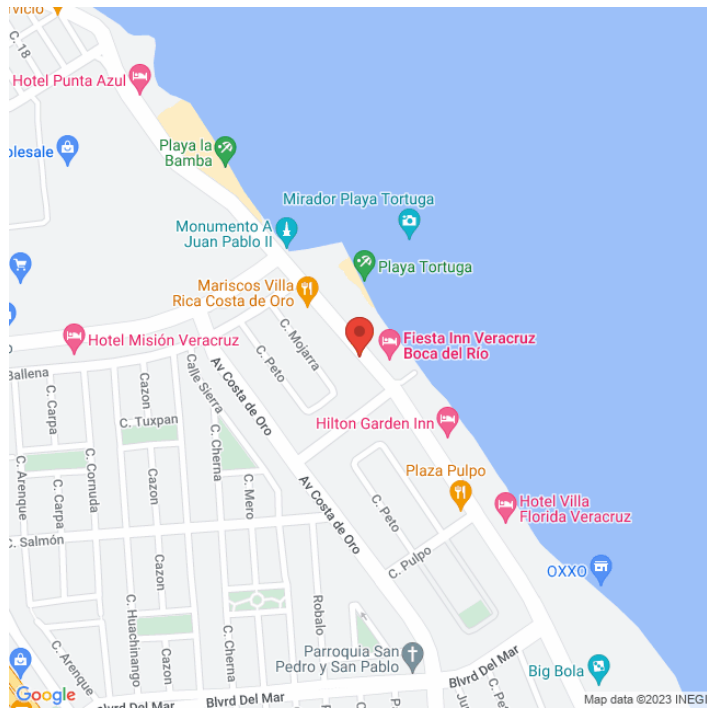 vicio
C. 18
Hotel Punta Azul
olesale
Playa la
Bamba
Mirador Playa Tortuga
Monumento A
Juan Pablo II
Playa Tortuga
Mariscos Villa
Rica Costa de Oro
Hotel Misión Veracruz
Fiesta Inn Veracruz
Boca del Río
C. Mojarra
C. Peto
Ballena
Calle Sierra
Av Costa de Oro
C. Carpa
Cazon
C. Tuxpan
C. Cherna
Hilton Garden Inn
C. Arenque
C. Carpa
C. Cornuda
Cazon
C. Mero
Plaza Pulpo
Av Costa de Oro
C. Peto
Hotel Villa
Florida Veracruz
C. Salmón
C. Pulpo
OXXO
C. Huachinango
Cazon
C. Cherna
Robalo
C. Arenque
Cazon
Parroquia San
Pedro y San Pablo
Blvrd Del Mar
Big Bola
Blvrd Del Mar
C. Pe
Google
Map data ©2023 INEGI